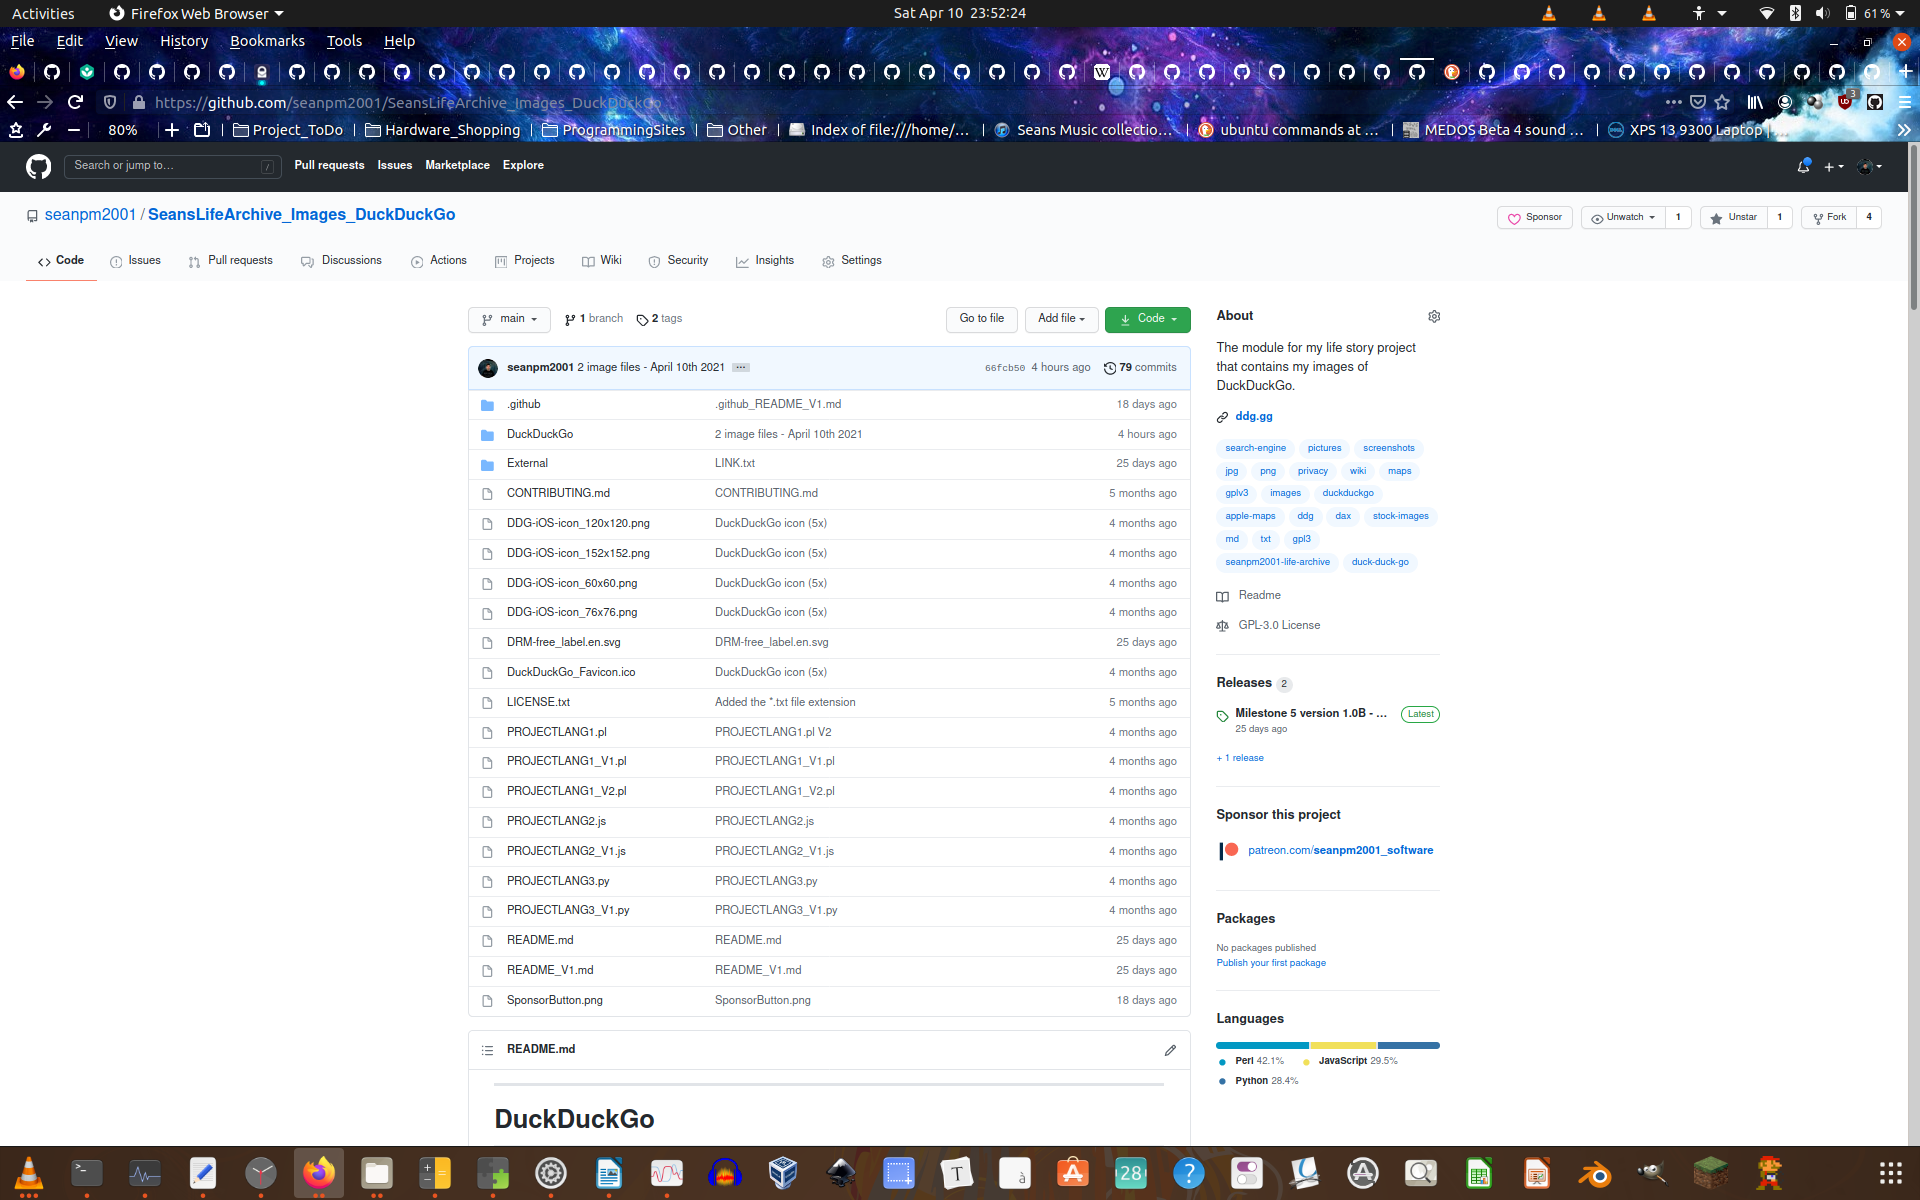 Activities Firefox Web Browser Sat Apr 10 23:52:24 61 %
File Edit View History Bookmarks Tools Help
https://github.com/seanpm2001/SeansLifeArchive_Images_DuckDuckGo 3
80% Project_ToDo Hardware_Shopping ProgrammingSites Other Index of file:///home/... Seans Music collectio... ubuntu commands at ... MEDOS Beta 4 sound ... XPS 13 9300 Laptop | ...
Search or jump to... / Pull requests Issues Marketplace Explore
seanpm2001 / SeansLifeArchive_Images_DuckDuckGo Sponsor Unwatch 1 Unstar 1 Fork 4
Code Issues Pull requests Discussions Actions Projects Wiki Security Insights Settings
main 1 branch 2 tags Go to file Add file Code
seanpm2001 2 image files - April 10th 2021 ... 66fcb50 4 hours ago 79 commits
.github .github_README_V1.md 18 days ago
DuckDuckGo 2 image files - April 10th 2021 4 hours ago
External LINK.txt 25 days ago
CONTRIBUTING.md CONTRIBUTING.md 5 months ago
DDG-iOS-icon_120x120.png DuckDuckGo icon (5x) 4 months ago
DDG-iOS-icon_152x152.png DuckDuckGo icon (5x) 4 months ago
DDG-iOS-icon_60x60.png DuckDuckGo icon (5x) 4 months ago
DDG-iOS-icon_76x76.png DuckDuckGo icon (5x) 4 months ago
DRM-free_label.en.svg DRM-free_label.en.svg 25 days ago
DuckDuckGo_Favicon.ico DuckDuckGo icon (5x) 4 months ago
LICENSE.txt Added the *.txt file extension 5 months ago
PROJECTLANG1.pl PROJECTLANG1.pl V2 4 months ago
PROJECTLANG1_V1.pl PROJECTLANG1_V1.pl 4 months ago
PROJECTLANG1_V2.pl PROJECTLANG1_V2.pl 4 months ago
PROJECTLANG2.js PROJECTLANG2.js 4 months ago
PROJECTLANG2_V1.js PROJECTLANG2_V1.js 4 months ago
PROJECTLANG3.py PROJECTLANG3.py 4 months ago
PROJECTLANG3_V1.py PROJECTLANG3_V1.py 4 months ago
README.md README.md 25 days ago
README_V1.md README_V1.md 25 days ago
SponsorButton.png SponsorButton.png 18 days ago
README.md
DuckDuckGo
About
The module for my life story project
that contains my images of
DuckDuckGo.
ddg.gg
search-engine pictures screenshots
jpg png privacy wiki maps
gplv3 images duckduckgo
apple-maps ddg dax stock-images
md txt gpl3
seanpm2001-life-archive duck-duck-go
Readme
GPL-3.0 License
Releases 2
Milestone 5 version 1.0B - ... Latest
25 days ago
+ 1 release
Sponsor this project
patreon.com/seanpm2001_software
Packages
No packages published
Publish your first package
Languages
Perl 42.1% JavaScript 29.5%
Python 28.4%